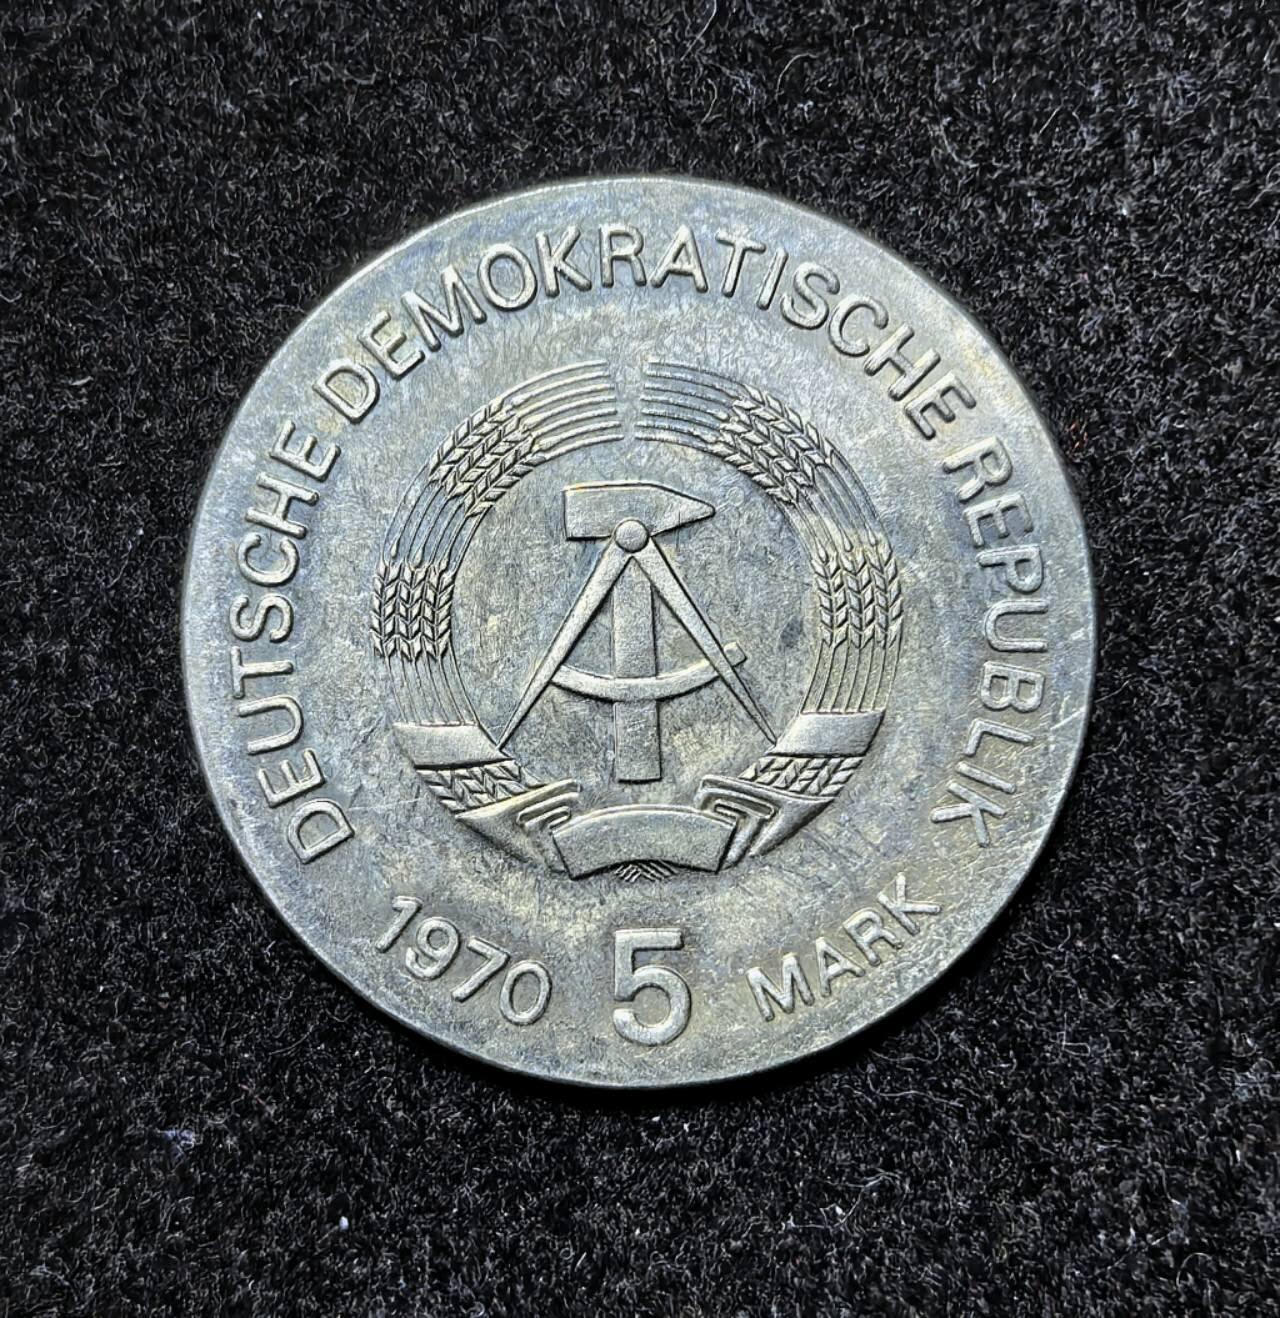 DEUTSCHE DEMOKRATISCHE REPUBLIK
1970 5 MARK